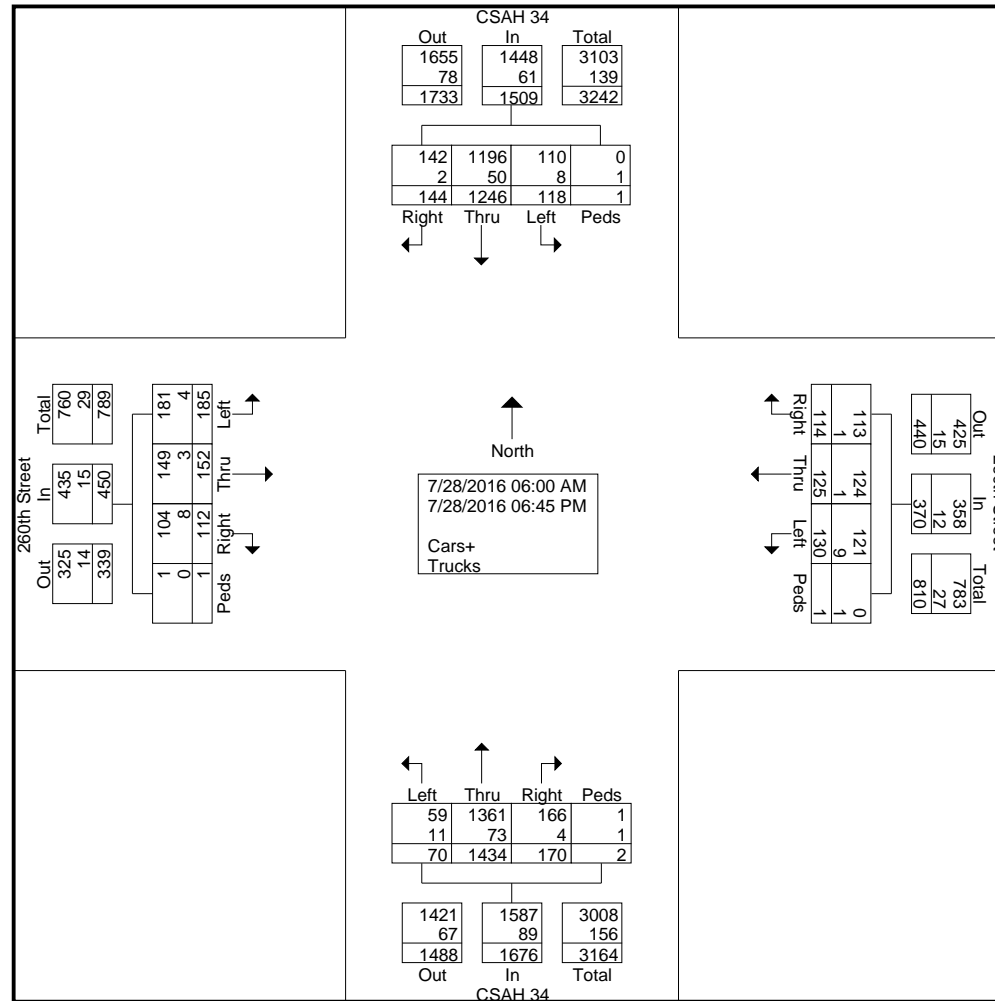 CSAH 34
Out In Total
1655 1448 3103
78 61 139
1733 1509 3242
142 1196 110 0
2 50 8 1
144 1246 118 1
Right Thru Left Peds
260th Street
Total In Out
760 435 325
29 15 14
789 450 339
181 149 104 1
4 3 8 0
185 152 112 1
Left Thru Right Peds
North
7/28/2016 06:00 AM
7/28/2016 06:45 PM
Cars+
Trucks
Right Thru Left Peds
113 124 121 0
1 1 9 1
114 125 130 1
Out In Total
425 358 783
15 12 27
440 370 810
Left Thru Right Peds
59 1361 166 1
11 73 4 1
70 1434 170 2
1421 1587 3008
67 89 156
1488 1676 3164
Out In Total
CSAH 34